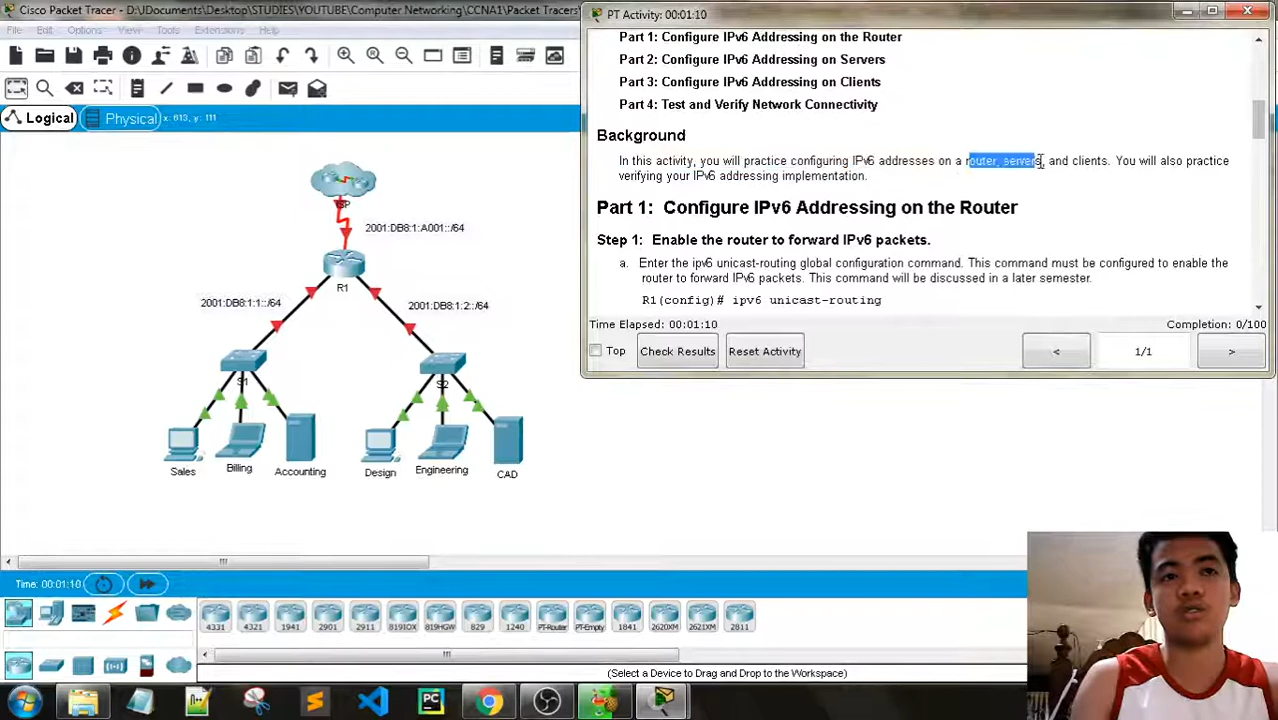 Cisco Packet Tracer - D:\JDocuments\Desktop\STUDIES\YOUTUBE\Computer Networking\CCNA1\Packet Tracers\
PT Activity: 00:01:10
File Edit Options View Tools Extensions Help
Part 1: Configure IPv6 Addressing on the Router
Part 2: Configure IPv6 Addressing on Servers
Part 3: Configure IPv6 Addressing on Clients
Part 4: Test and Verify Network Connectivity
Logical
Physical
x: 613, y: 111
Background
In this activity, you will practice configuring IPv6 addresses on a router, servers, and clients. You will also practice
verifying your IPv6 addressing implementation.
Part 1: Configure IPv6 Addressing on the Router
Step 1: Enable the router to forward IPv6 packets.
a. Enter the ipv6 unicast-routing global configuration command. This command must be configured to enable the
router to forward IPv6 packets. This command will be discussed in a later semester.
R1(config)# ipv6 unicast-routing
Time Elapsed: 00:01:10
Completion: 0/100
Top
Check Results
Reset Activity
<
1/1
>
ISP
2001:DB8:1:A001::/64
R1
2001:DB8:1:1::/64
2001:DB8:1:2::/64
S1
S2
Sales
Billing
Accounting
Design
Engineering
CAD
Time: 00:01:10
4331
4321
1941
2901
2911
819IOX
819HGW
829
1240
PT-Router
PT-Empty
1841
2620XM
2621XM
2811
(Select a Device to Drag and Drop to the Workspace)
PC